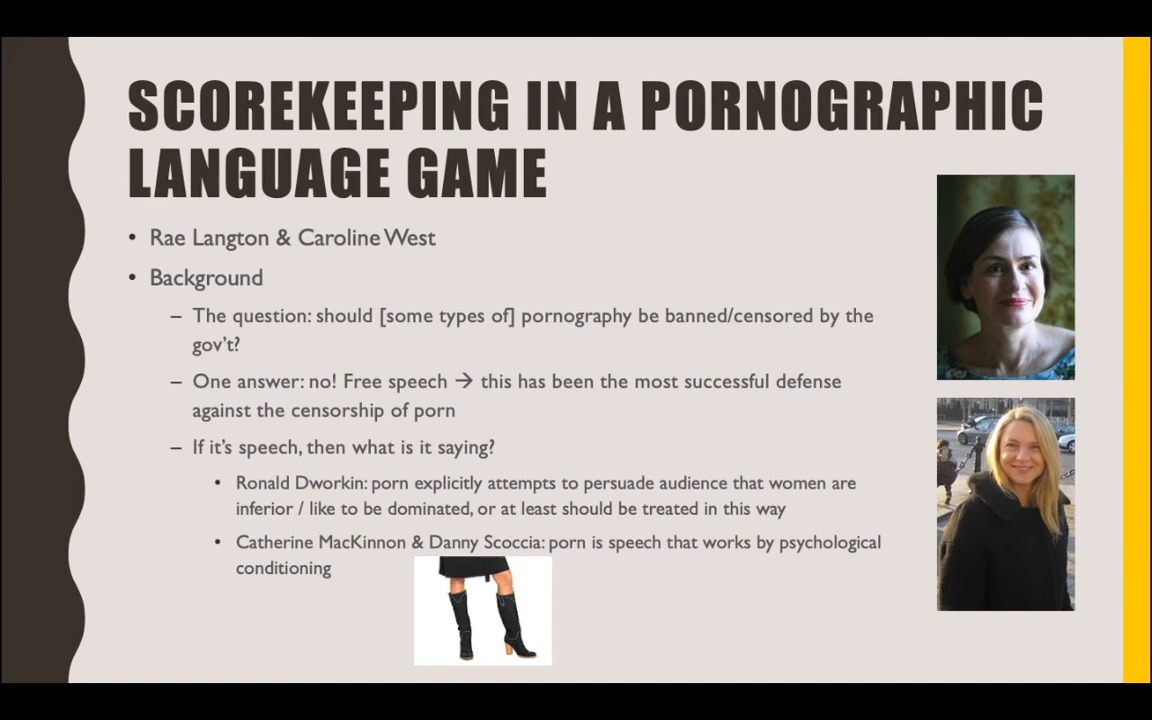 SCOREKEEPING IN A PORNOGRAPHIC
LANGUAGE GAME
• Rae Langton & Caroline West
• Background
– The question: should [some types of] pornography be banned/censored by the
gov't?
– One answer: no! Free speech → this has been the most successful defense
against the censorship of porn
– If it's speech, then what is it saying?
• Ronald Dworkin: porn explicitly attempts to persuade audience that women are
inferior / like to be dominated, or at least should be treated in this way
• Catherine MacKinnon & Danny Scoccia: porn is speech that works by psychological
conditioning